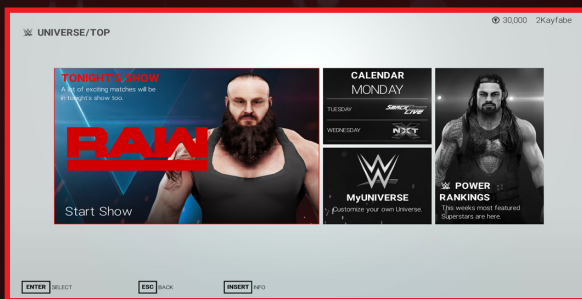 30,000 2Kayfabe
UNIVERSE/TOP
TONIGHT'S SHOW
A lot of exciting matches will be
in tonight's show too.
RAW
Start Show
CALENDAR
MONDAY
TUESDAY SMACKDOWN LIVE
WEDNESDAY NXT
MyUNIVERSE
Customize your own Universe.
POWER
RANKINGS
This weeks most featured
Superstars are here.
ENTER SELECT ESC BACK INSERT INFO